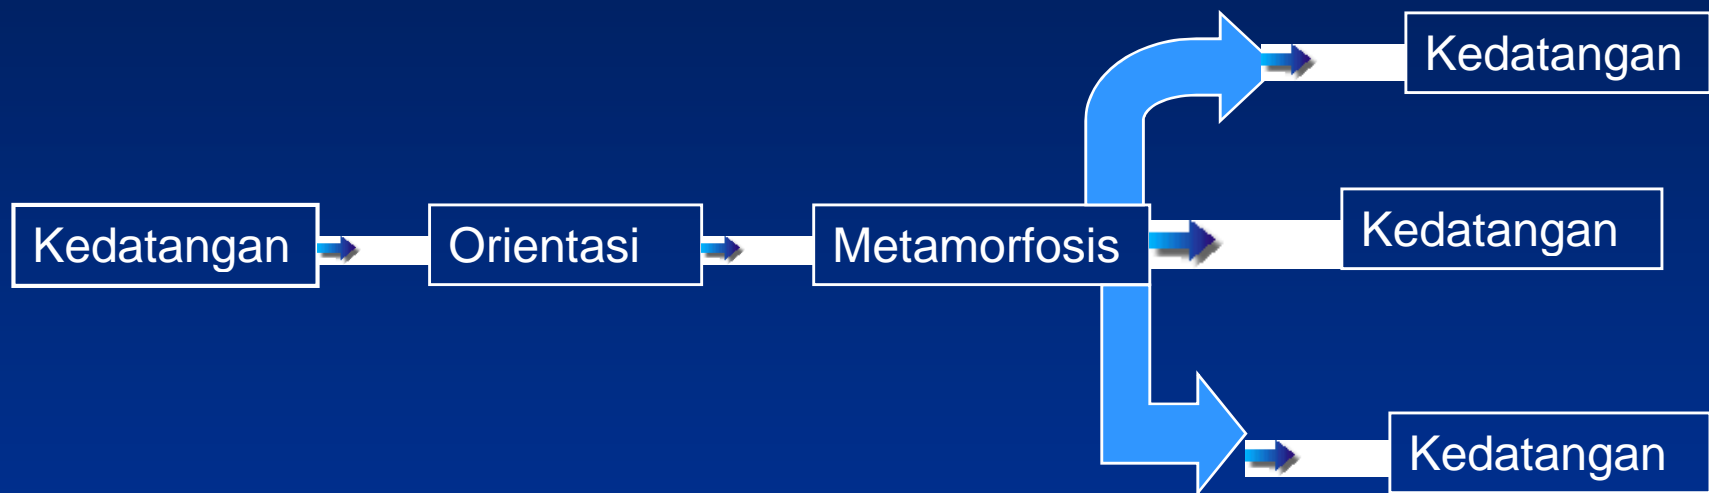 Kedatangan
Kedatangan
Orientasi
Metamorfosis
Kedatangan
Kedatangan